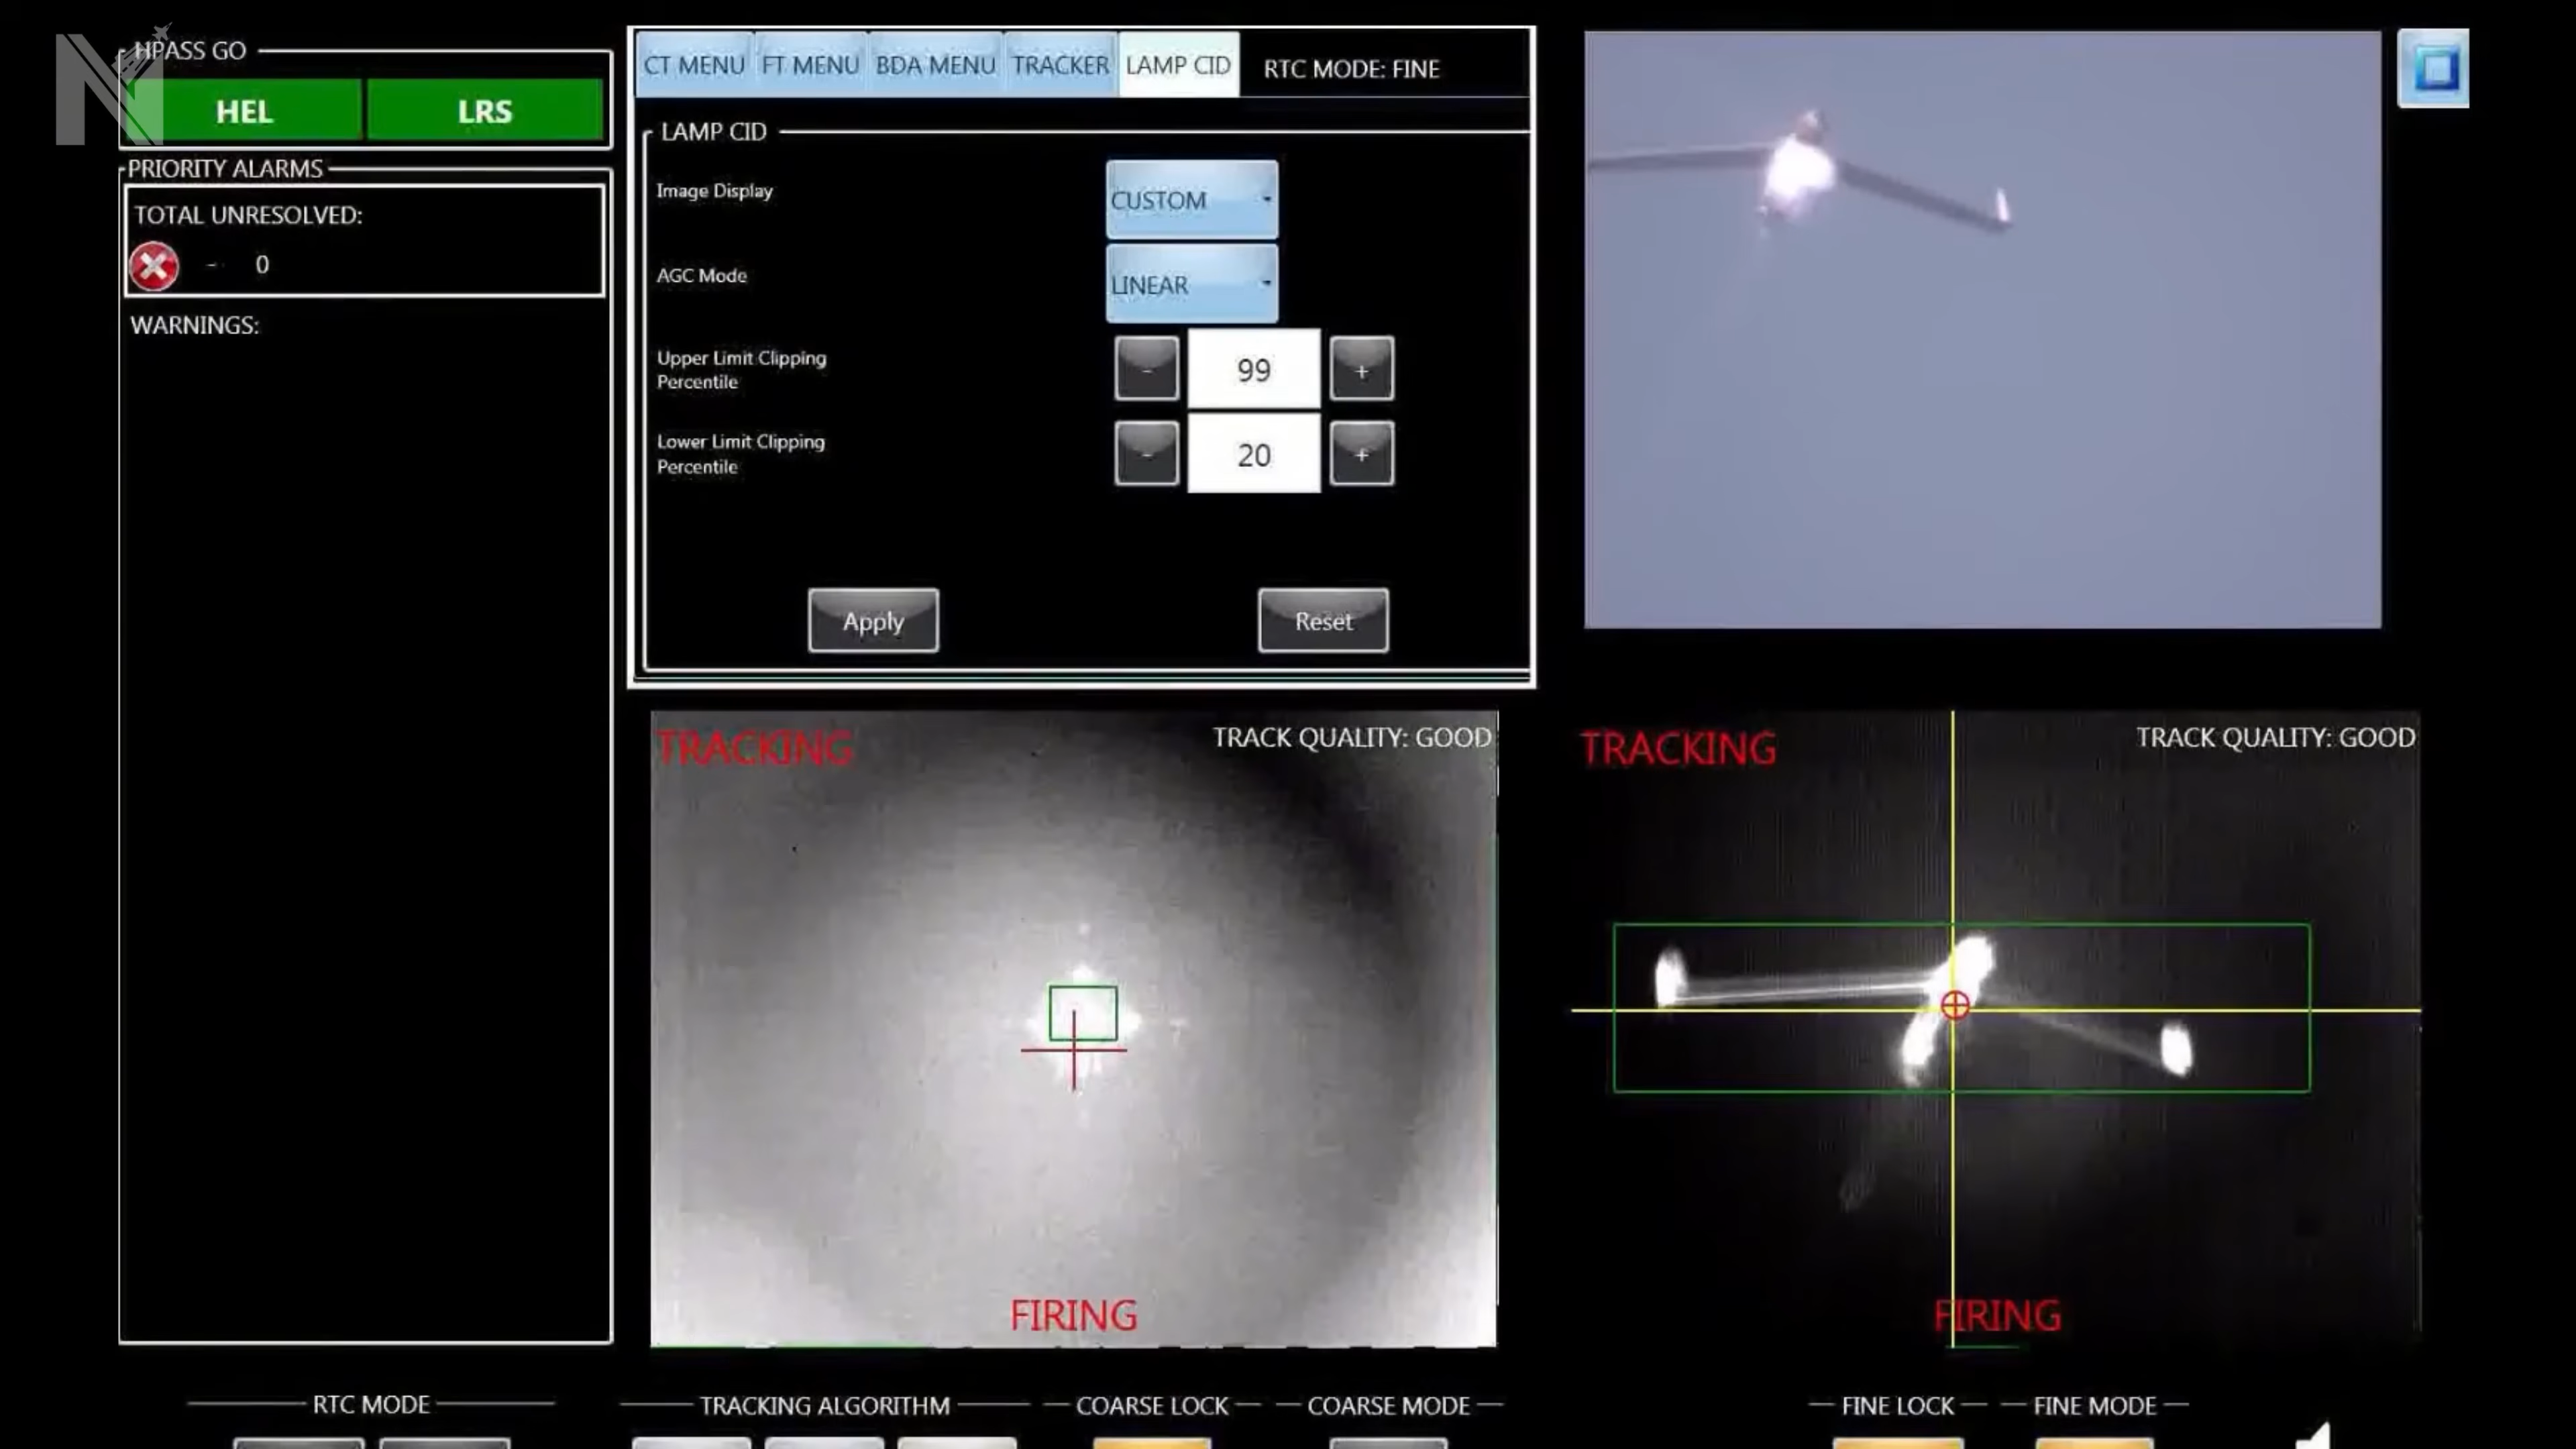 N
HPASS GO
HEL
LRS
PRIORITY ALARMS
TOTAL UNRESOLVED:
- 0
WARNINGS:
CT MENU
FT MENU
BDA MENU
TRACKER
LAMP CID
RTC MODE: FINE
LAMP CID
Image Display
CUSTOM
AGC Mode
LINEAR
Upper Limit Clipping
Percentile
- 99 +
Lower Limit Clipping
Percentile
- 20 +
Apply
Reset
TRACKING
TRACK QUALITY: GOOD
FIRING
TRACKING
TRACK QUALITY: GOOD
FIRING
RTC MODE
TRACKING ALGORITHM
COARSE LOCK
COARSE MODE
FINE LOCK
FINE MODE